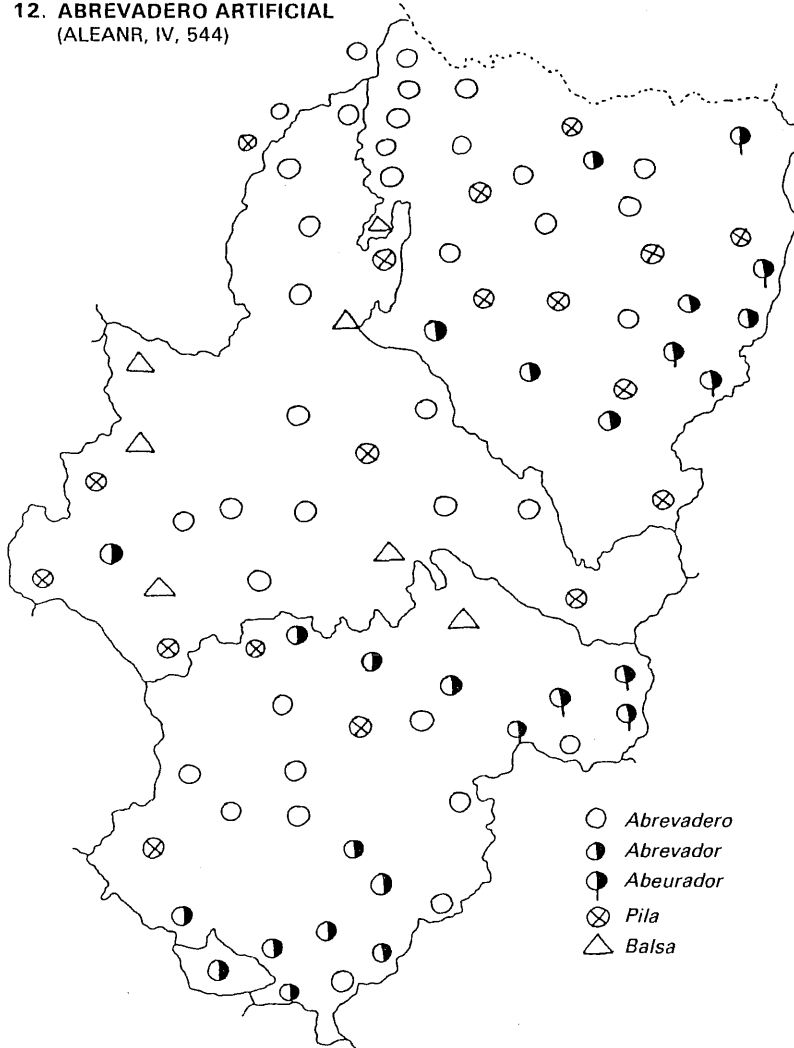 12. ABREVADERO ARTIFICIAL
(ALEANR, IV, 544)
Abrevadero
Abrevador
Abeurador
Pila
Balsa